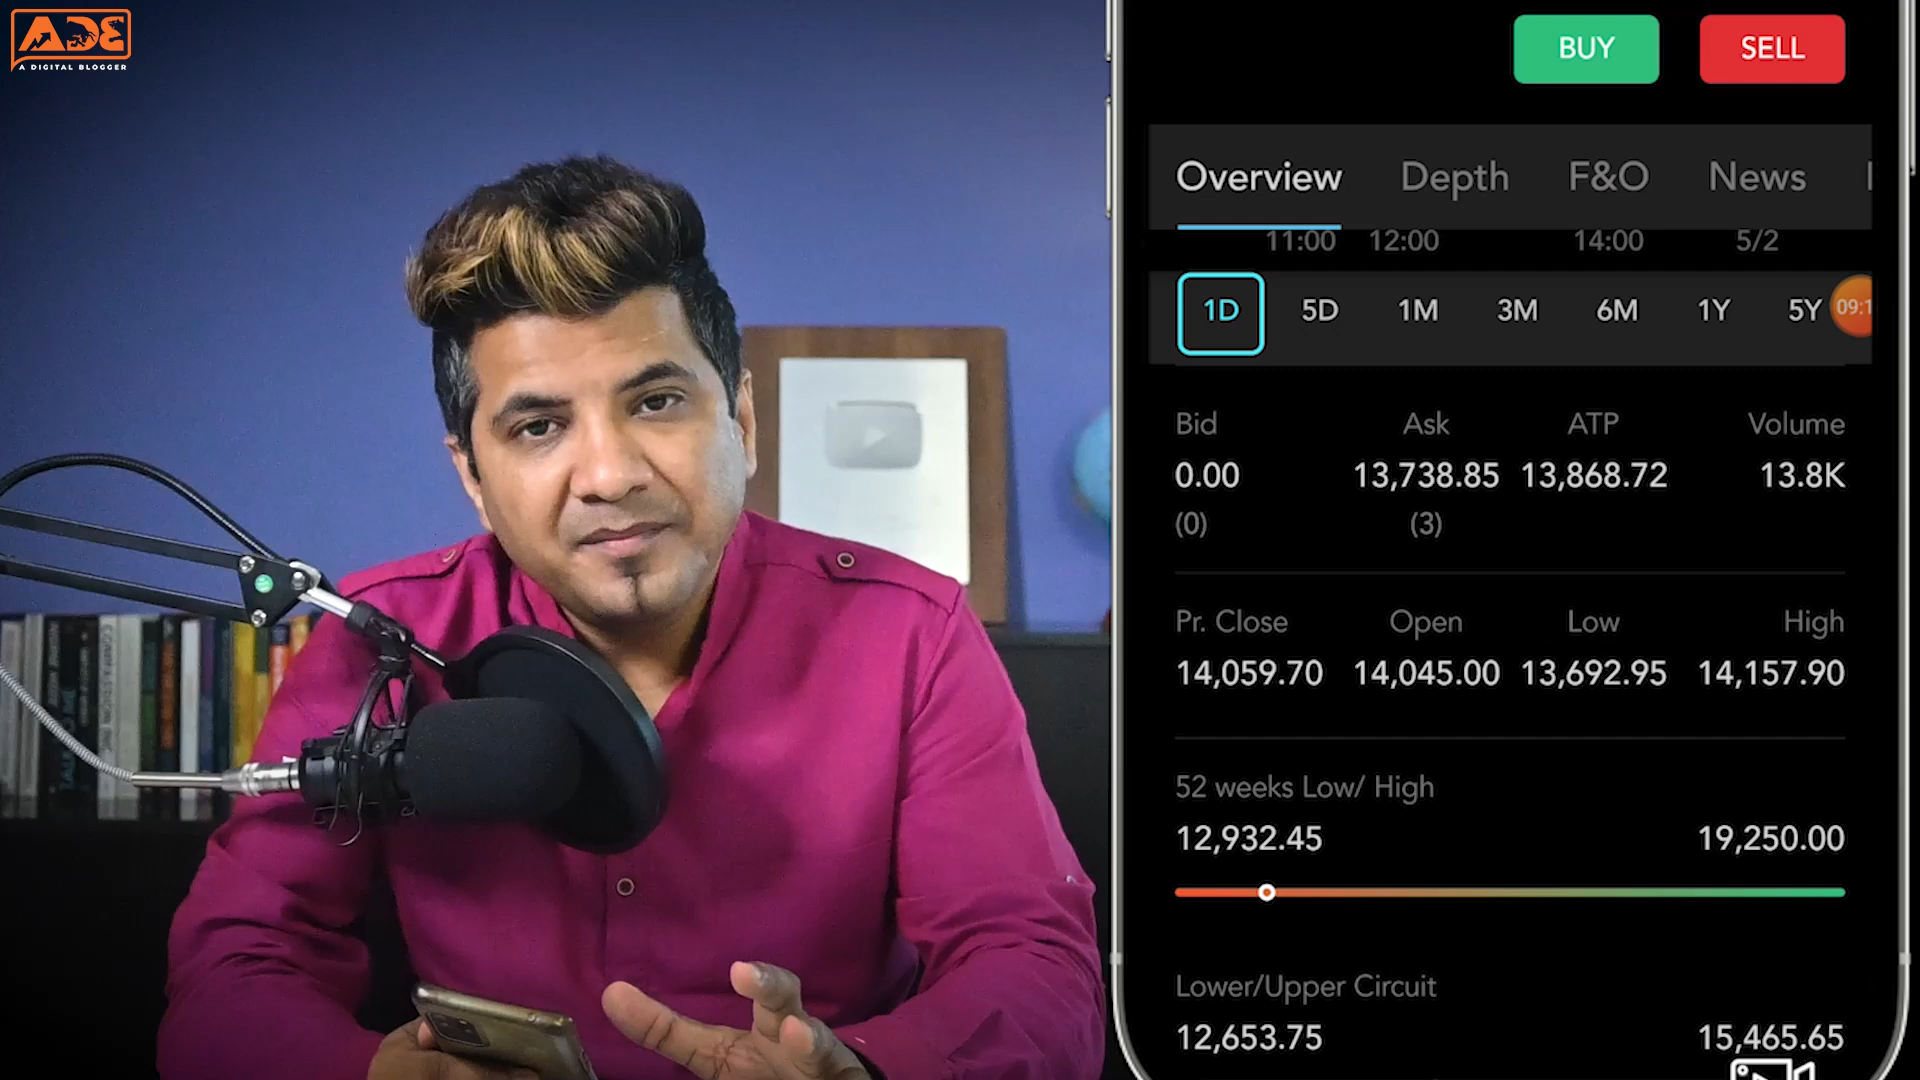 ADB
A DIGITAL BLOGGER
BUY SELL
Overview Depth F&O News
11:00 12:00 14:00 5/2
1D 5D 1M 3M 6M 1Y 5Y 09:1
Bid Ask ATP Volume
0.00 13,738.85 13,868.72 13.8K
(0) (3)
Pr. Close Open Low High
14,059.70 14,045.00 13,692.95 14,157.90
52 weeks Low/ High
12,932.45 19,250.00
Lower/Upper Circuit
12,653.75 15,465.65